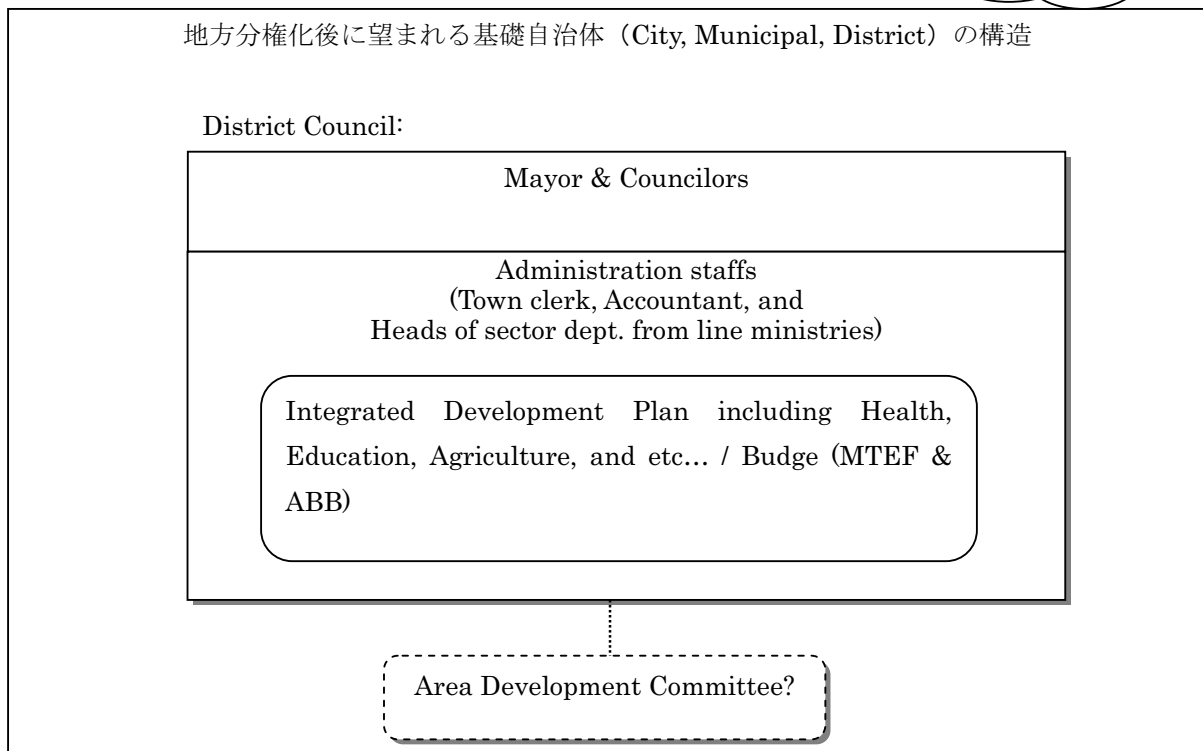 地方分権化後に望まれる基礎自治体（City, Municipal, District）の構造
District Council:
Mayor & Councilors
Administration staffs
(Town clerk, Accountant, and
Heads of sector dept. from line ministries)
Integrated Development Plan including Health,
Education, Agriculture, and etc… / Budge (MTEF &
ABB)
Area Development Committee?